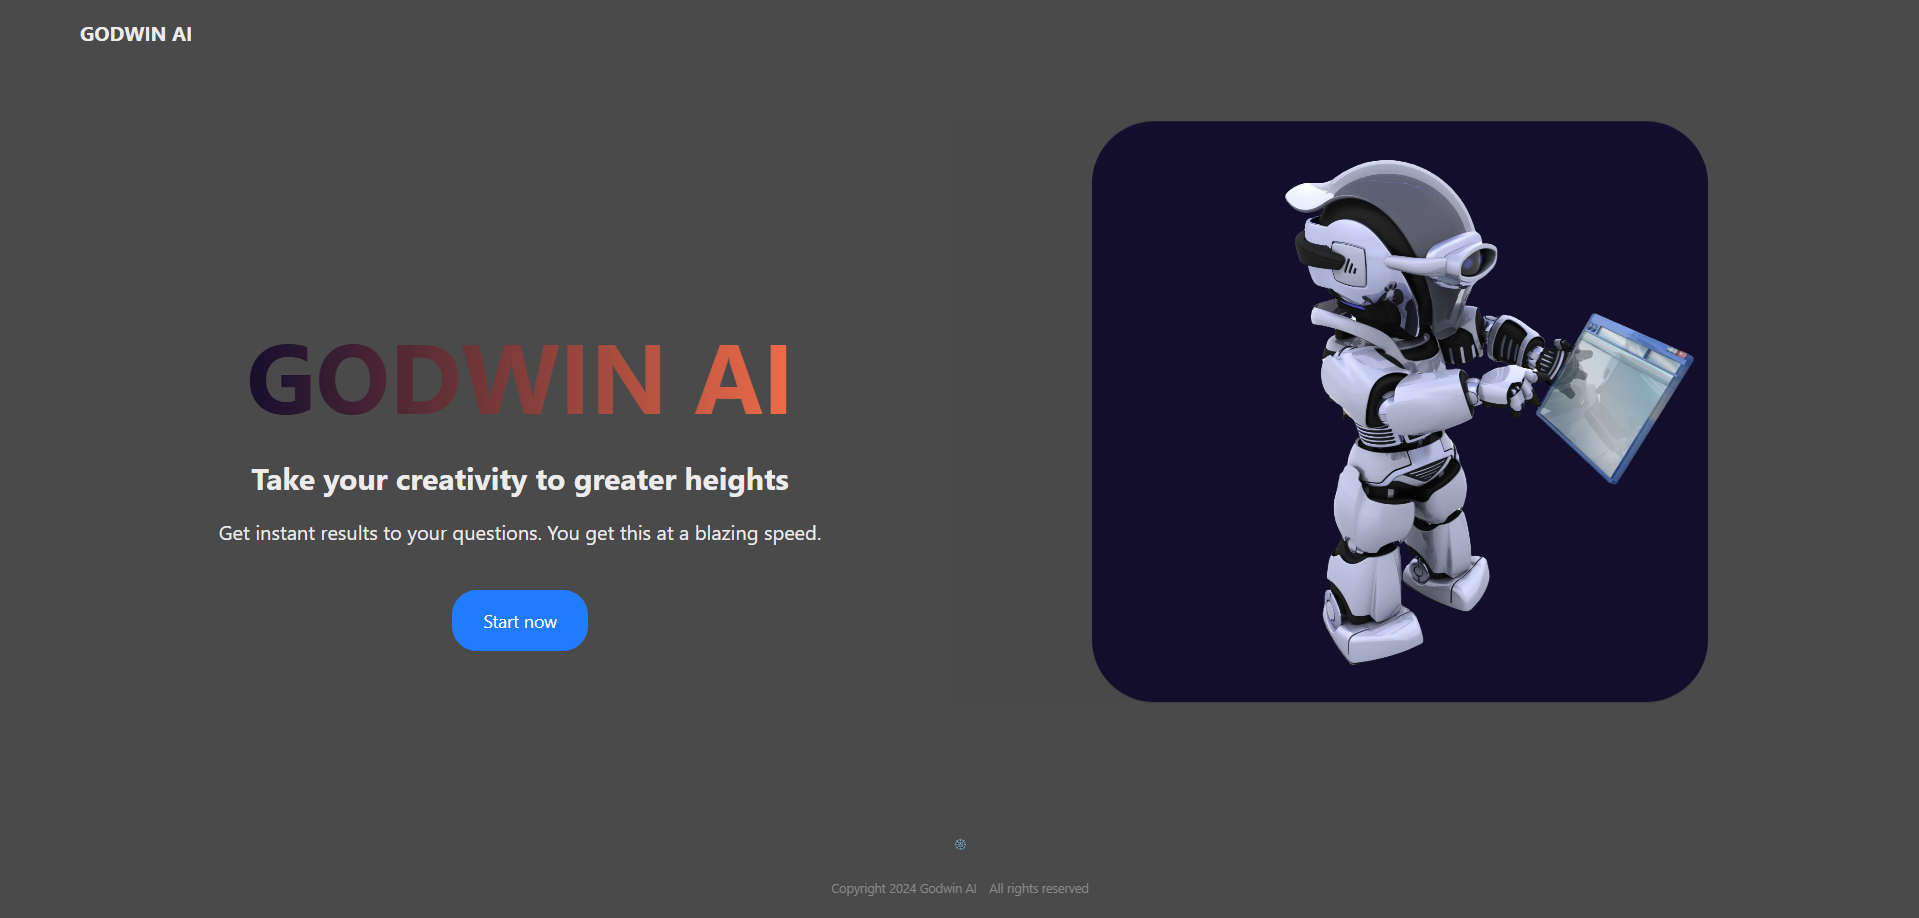 GODWIN AI
GODWIN AI
Take your creativity to greater heights
Get instant results to your questions. You get this at a blazing speed.
Start now
Copyright 2024 Godwin AI All rights reserved